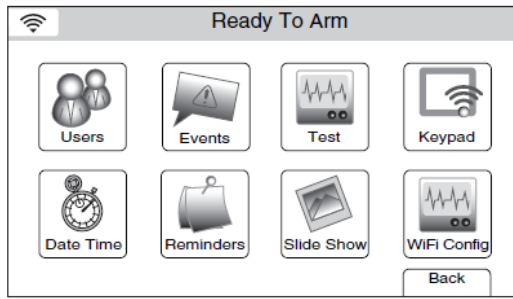 Ready To Arm
Users Events Test Keypad
Date Time Reminders Slide Show WiFi Config
Back